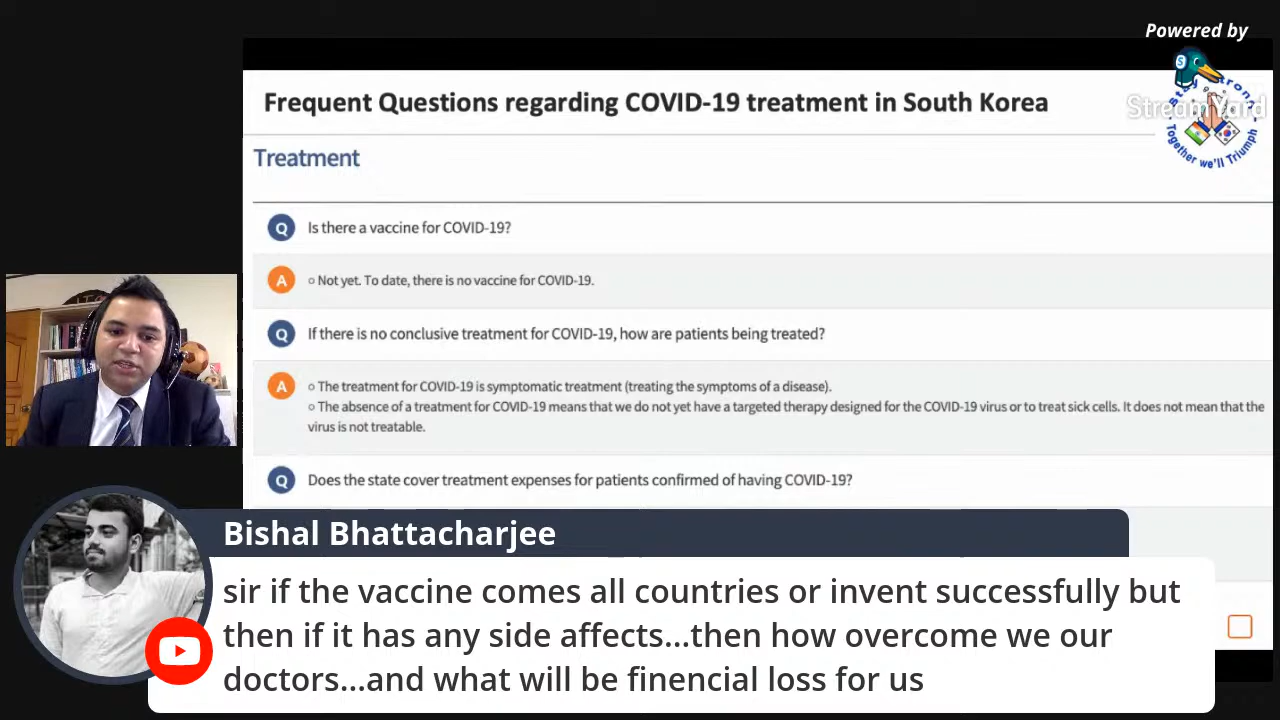 Powered by
StreamYard
Stay Strong
Together we'll Triumph
Frequent Questions regarding COVID-19 treatment in South Korea
Treatment
Q Is there a vaccine for COVID-19?
A o Not yet. To date, there is no vaccine for COVID-19.
Q If there is no conclusive treatment for COVID-19, how are patients being treated?
A o The treatment for COVID-19 is symptomatic treatment (treating the symptoms of a disease).
o The absence of a treatment for COVID-19 means that we do not yet have a targeted therapy designed for the COVID-19 virus or to treat sick cells. It does not mean that the
virus is not treatable.
Q Does the state cover treatment expenses for patients confirmed of having COVID-19?
Bishal Bhattacharjee
sir if the vaccine comes all countries or invent successfully but
then if it has any side affects...then how overcome we our
doctors...and what will be finencial loss for us